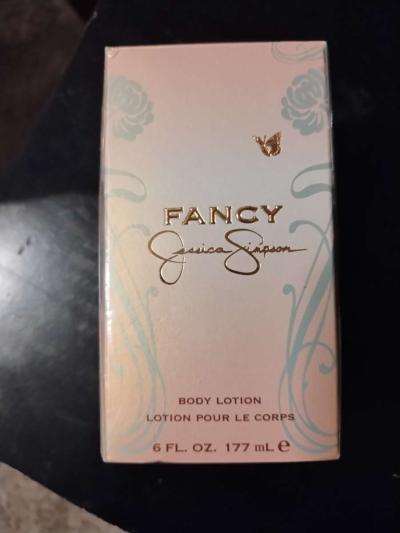 FANCY
Jessica Simpson
BODY LOTION
LOTION POUR LE CORPS
6 FL. OZ. 177 mL ℮